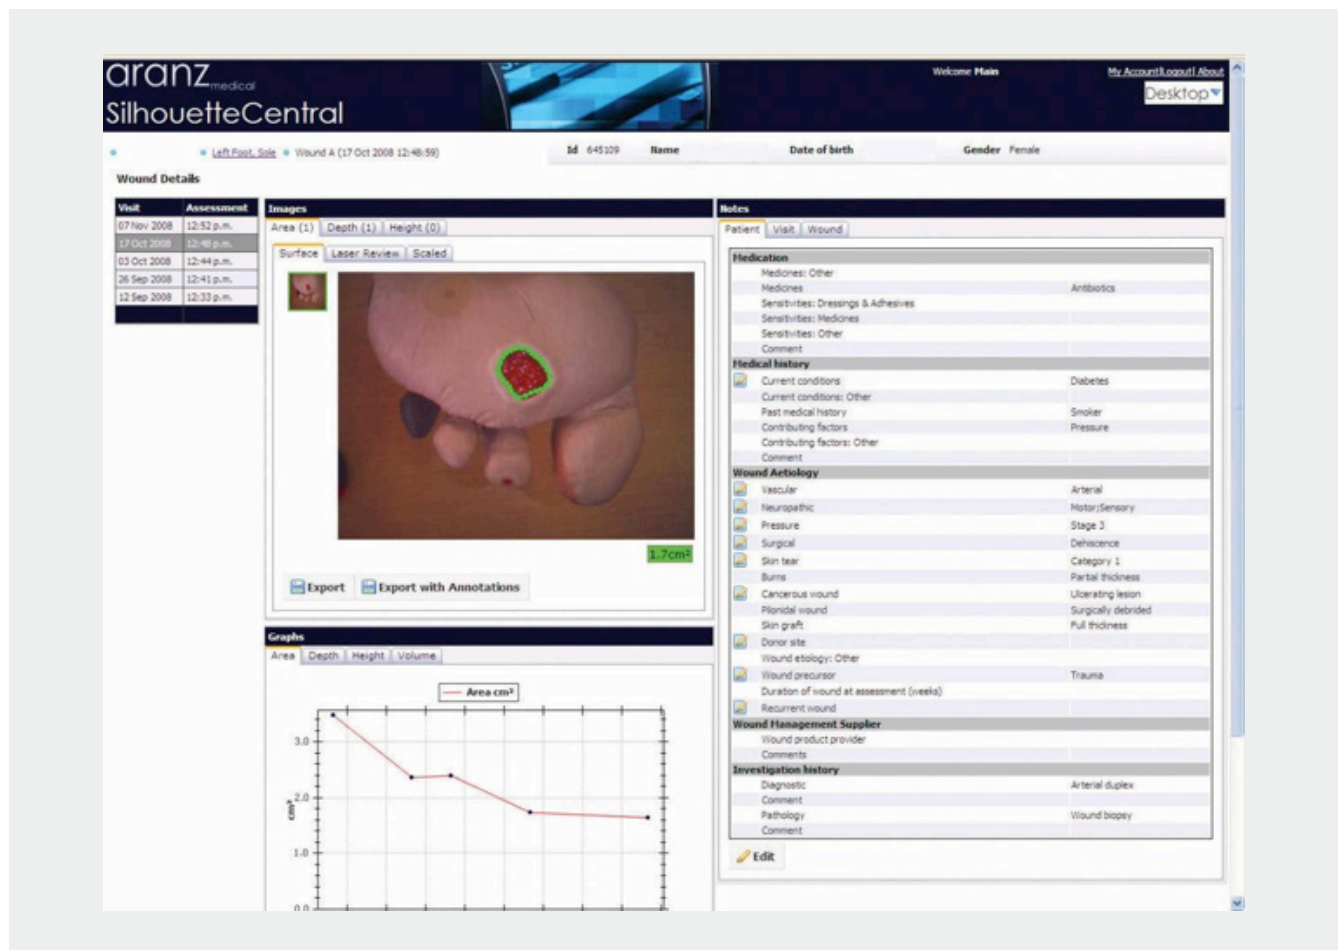 aranz medical
SilhouetteCentral
Welcome Main
My Account|Logout| About
Desktop
Left Foot, Sole
Wound A (17 Oct 2008 12:48:59)
Id 645109 Name Date of birth Gender Female
Wound Details
Visit Assessment
07 Nov 2008 12:52 p.m.
17 Oct 2008 12:48 p.m.
03 Oct 2008 12:44 p.m.
26 Sep 2008 12:41 p.m.
12 Sep 2008 12:33 p.m.
Images
Area (1) Depth (1) Height (0)
Surface Laser Review Scaled
1.7cm²
Export Export with Annotations
Graphs
Area Depth Height Volume
Area cm²
3.0
2.0
1.0
0.0
cm²
Notes
Patient Visit Wound
Medication
Medicines: Other
Medicines Antibiotics
Sensitivities: Dressings & Adhesives
Sensitivities: Medicines
Sensitivities: Other
Comment
Medical history
Current conditions Diabetes
Current conditions: Other
Past medical history Smoker
Contributing factors Pressure
Contributing factors: Other
Comment
Wound Aetiology
Vascular Arterial
Neuropathic Motor;Sensory
Pressure Stage 3
Surgical Dehiscence
Skin tear Category 1
Burns Partial thickness
Cancerous wound Ulcerating lesion
Pilonidal wound Surgically debrided
Skin graft Full thickness
Donor site
Wound etiology: Other
Wound precursor Trauma
Duration of wound at assessment (weeks)
Recurrent wound
Wound Management Supplier
Wound product provider
Comments
Investigation history
Diagnostic Arterial duplex
Comment
Pathology Wound biopsy
Comment
Edit